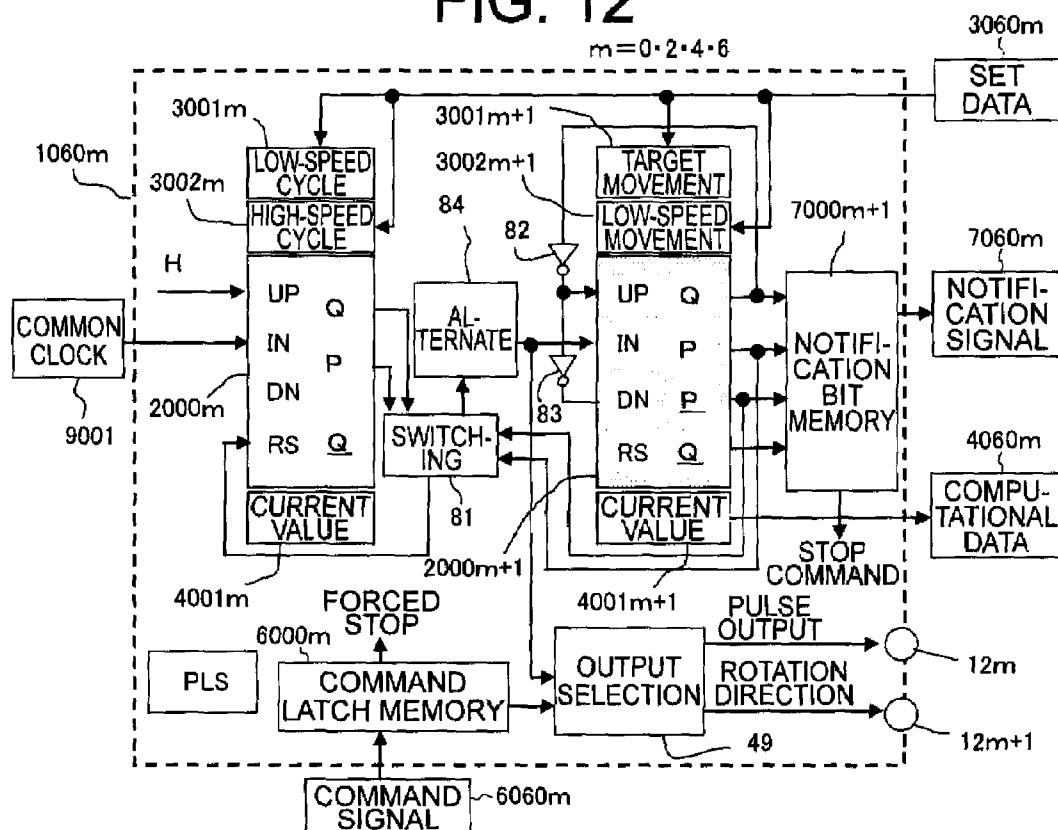 FIG. 12
m=0·2·4·6
3060m
SET
DATA
3001m
3001m+1
1060m
LOW-SPEED
CYCLE
TARGET
MOVEMENT
3002m
3002m+1
HIGH-SPEED
CYCLE
84
LOW-SPEED
MOVEMENT
82
7000m+1
7060m
H
UP
Q
IN
P
DN
RS
Q
AL-
TERNATE
UP
Q
IN
P
DN
P
RS
Q
NOTIFI-
CATION
BIT
MEMORY
NOTIFI-
CATION
SIGNAL
COMMON
CLOCK
9001
2000m
83
SWITCH-
ING
81
4060m
CURRENT
VALUE
CURRENT
VALUE
COMPU-
TATIONAL
DATA
4001m
2000m+1
4001m+1
STOP
COMMAND
FORCED
STOP
6000m
PULSE
OUTPUT
12m
PLS
COMMAND
LATCH MEMORY
OUTPUT
SELECTION
ROTATION
DIRECTION
49
12m+1
COMMAND
SIGNAL
6060m